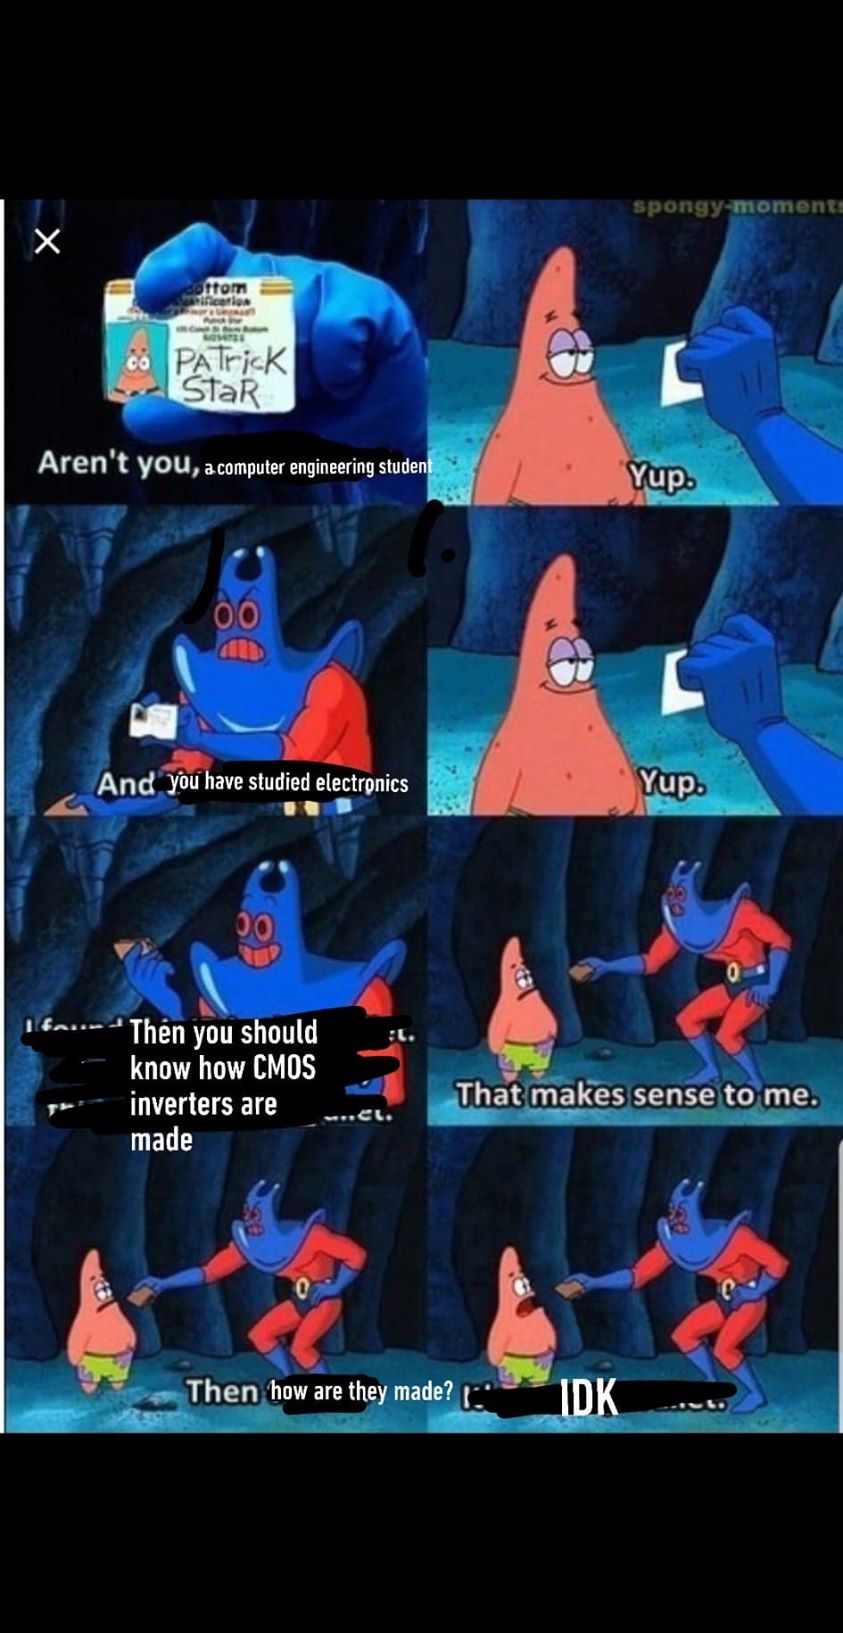 spongy-moments
ottom
PATricK
StaR
Aren't you, a computer engineering student
Yup.
And you have studied electronics
Yup.
Then you should
know how CMOS
inverters are
made
That makes sense to me.
Then how are they made?
IDK